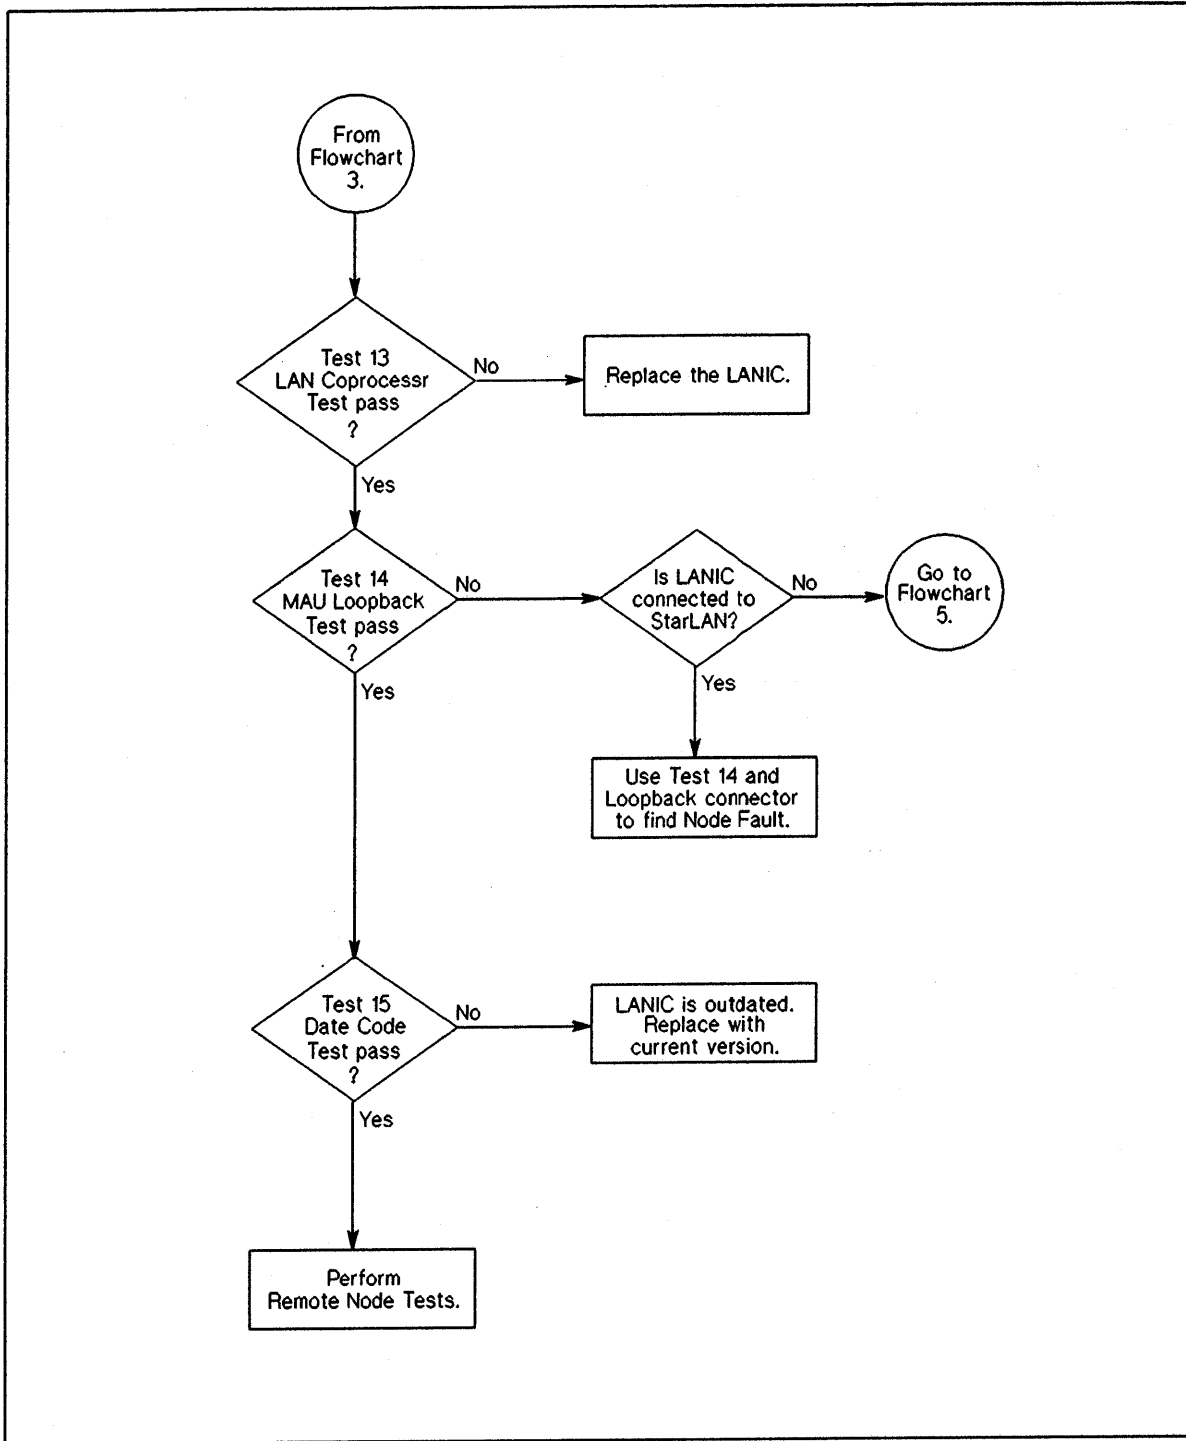 From
Flowchart
3.
Test 13
LAN Coprocessr
Test pass
?
No
Replace the LANIC.
Yes
Test 14
MAU Loopback
Test pass
?
No
Is LANIC
connected to
StarLAN?
No
Go to
Flowchart
5.
Yes
Yes
Use Test 14 and
Loopback connector
to find Node Fault.
Test 15
Date Code
Test pass
?
No
LANIC is outdated.
Replace with
current version.
Yes
Perform
Remote Node Tests.